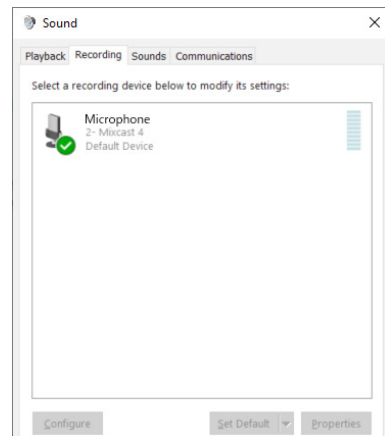 Sound
Playback Recording Sounds Communications
Select a recording device below to modify its settings:
Microphone
2- Mixcast 4
Default Device
Configure Set Default Properties